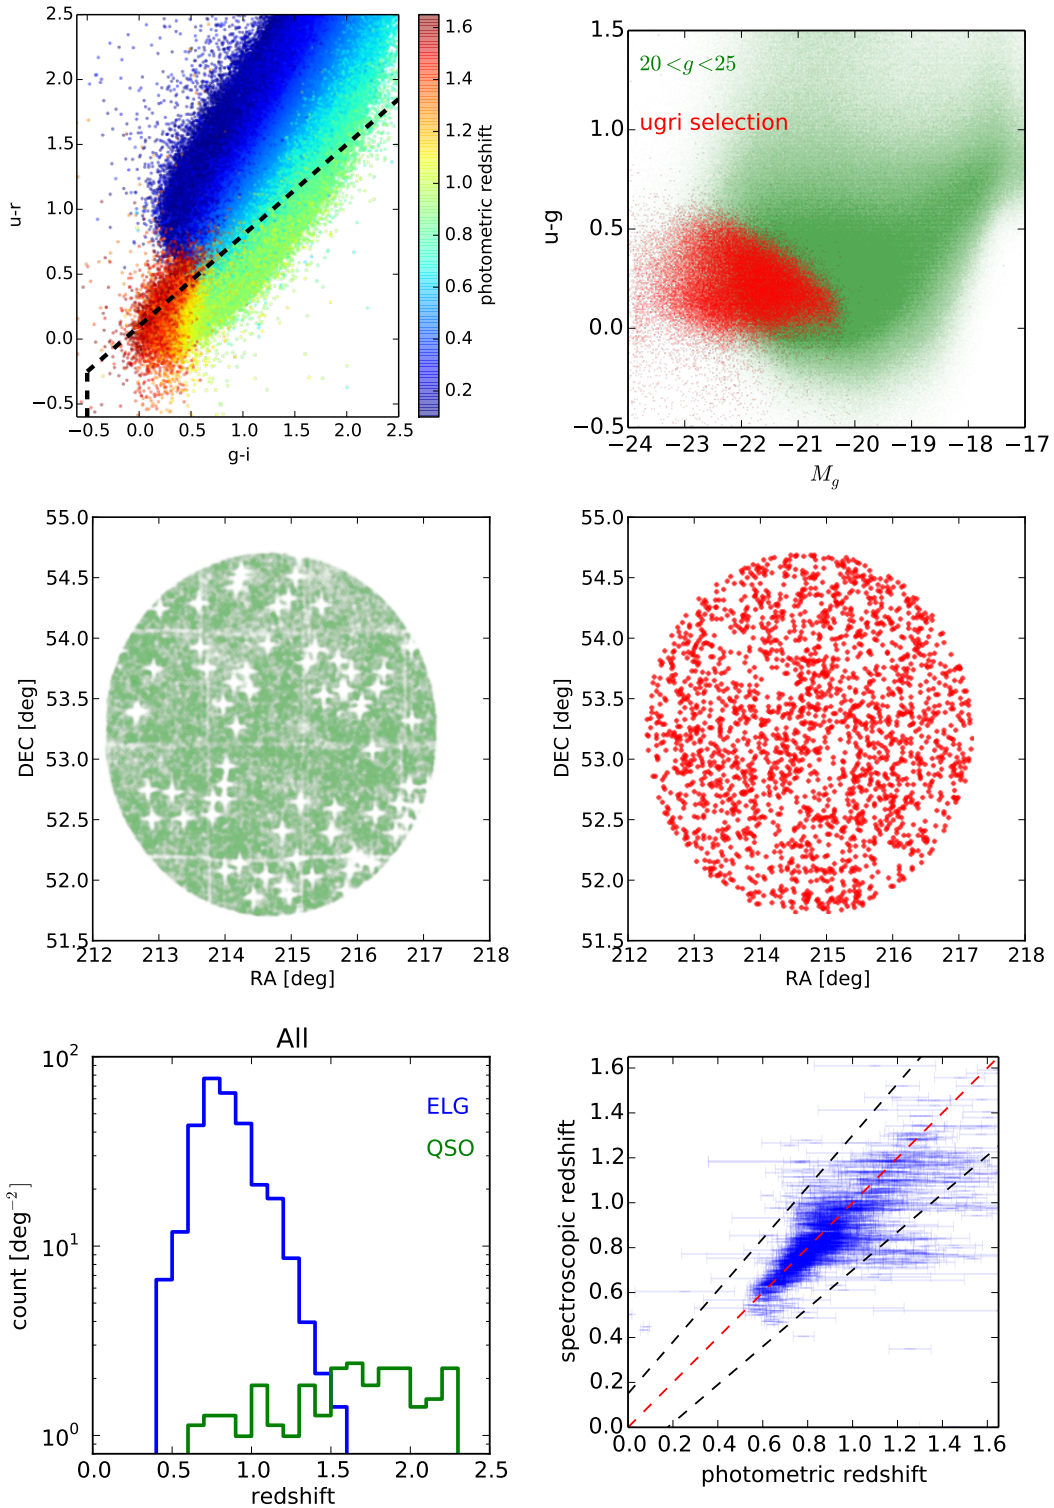 2.5
2.0
1.5
1.0
0.5
0.0
−0.5
u-r
−0.5 0.0 0.5 1.0 1.5 2.0 2.5
g-i
1.6
1.4
1.2
1.0
0.8
0.6
0.4
0.2
photometric redshift
1.5
1.0
0.5
0.0
−0.5
u-g
20<g<25
ugri selection
−24 −23 −22 −21 −20 −19 −18 −17
M_g
55.0
54.5
54.0
53.5
53.0
52.5
52.0
51.5
DEC [deg]
212 213 214 215 216 217 218
RA [deg]
55.0
54.5
54.0
53.5
53.0
52.5
52.0
51.5
DEC [deg]
212 213 214 215 216 217 218
RA [deg]
All
10²
10¹
10⁰
count [deg⁻²]
ELG
QSO
0.0 0.5 1.0 1.5 2.0 2.5
redshift
1.6
1.4
1.2
1.0
0.8
0.6
0.4
0.2
0.0
spectroscopic redshift
0.0 0.2 0.4 0.6 0.8 1.0 1.2 1.4 1.6
photometric redshift